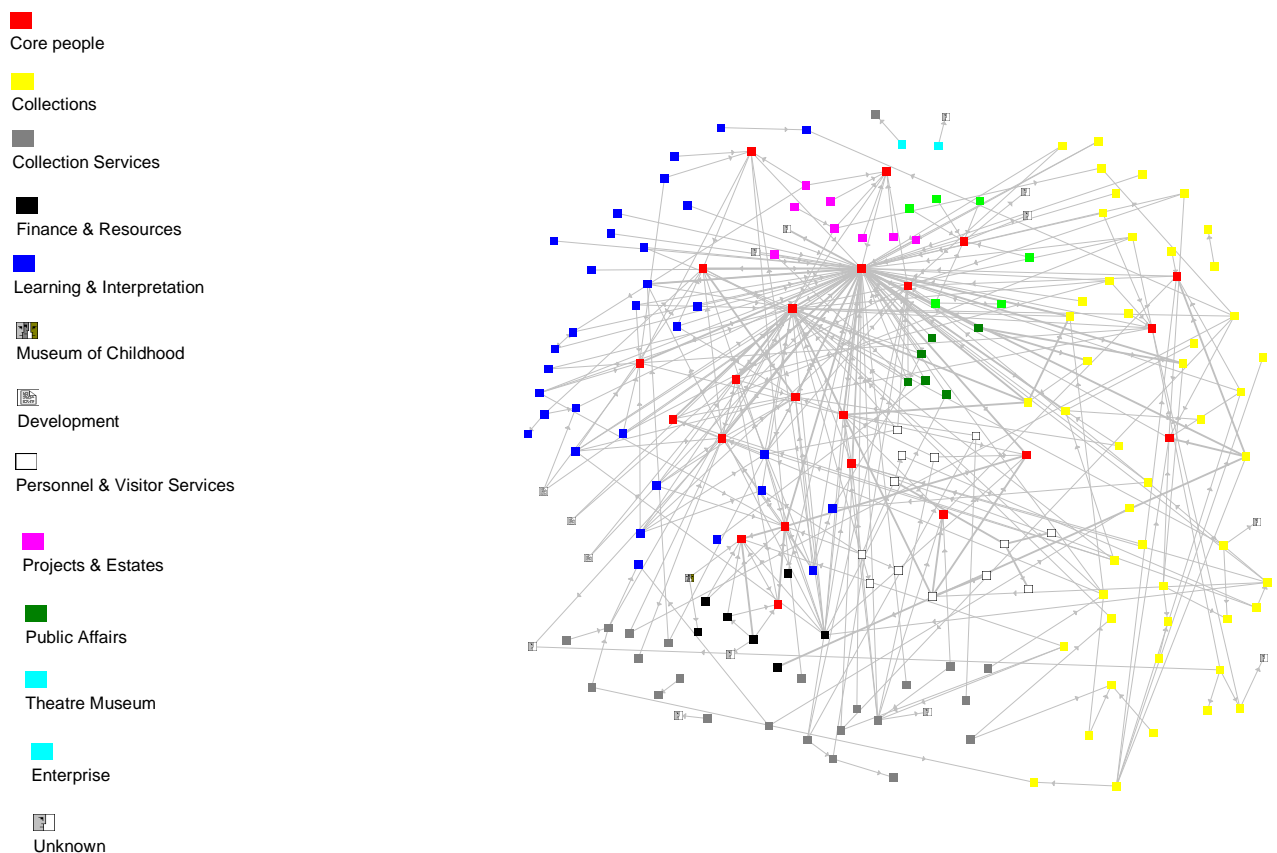 Core people
Collections
Collection Services
Finance & Resources
Learning & Interpretation
Museum of Childhood
Development
Personnel & Visitor Services
Projects & Estates
Public Affairs
Theatre Museum
Enterprise
Unknown